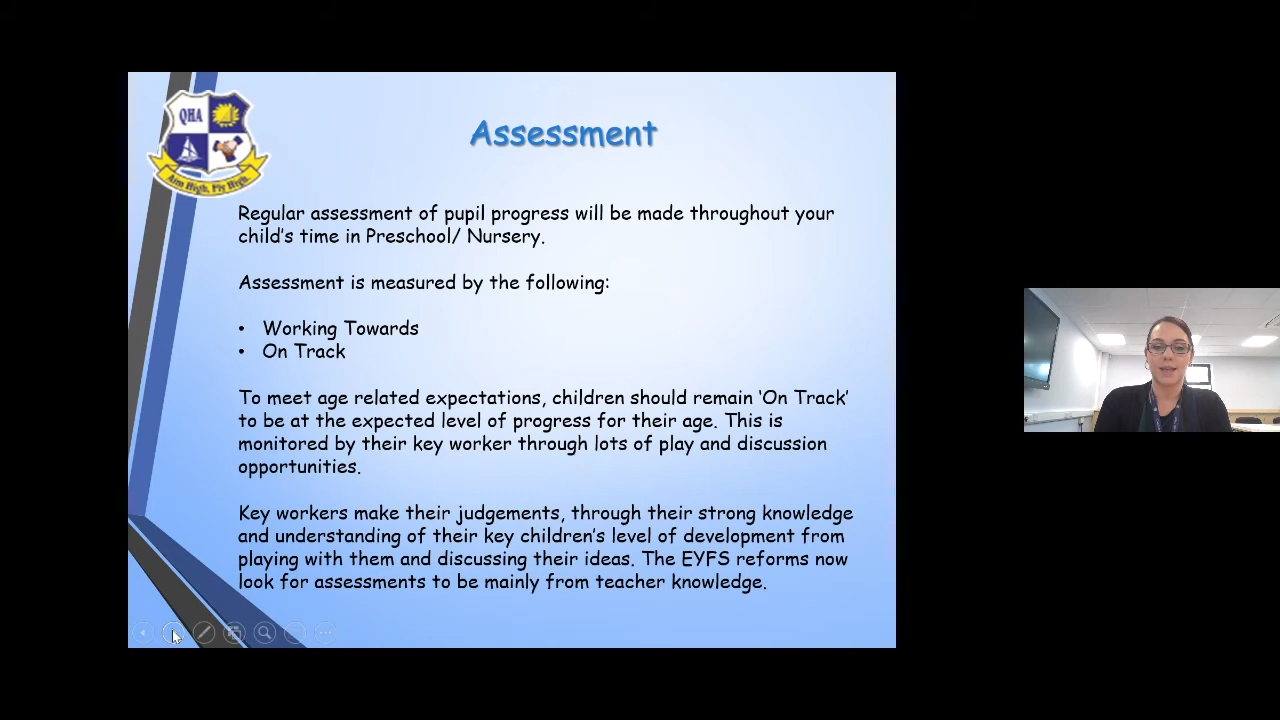 QHA
Aim High, Fly High.
Assessment
Regular assessment of pupil progress will be made throughout your
child's time in Preschool/ Nursery.
Assessment is measured by the following:
• Working Towards
• On Track
To meet age related expectations, children should remain 'On Track'
to be at the expected level of progress for their age. This is
monitored by their key worker through lots of play and discussion
opportunities.
Key workers make their judgements, through their strong knowledge
and understanding of their key children's level of development from
playing with them and discussing their ideas. The EYFS reforms now
look for assessments to be mainly from teacher knowledge.